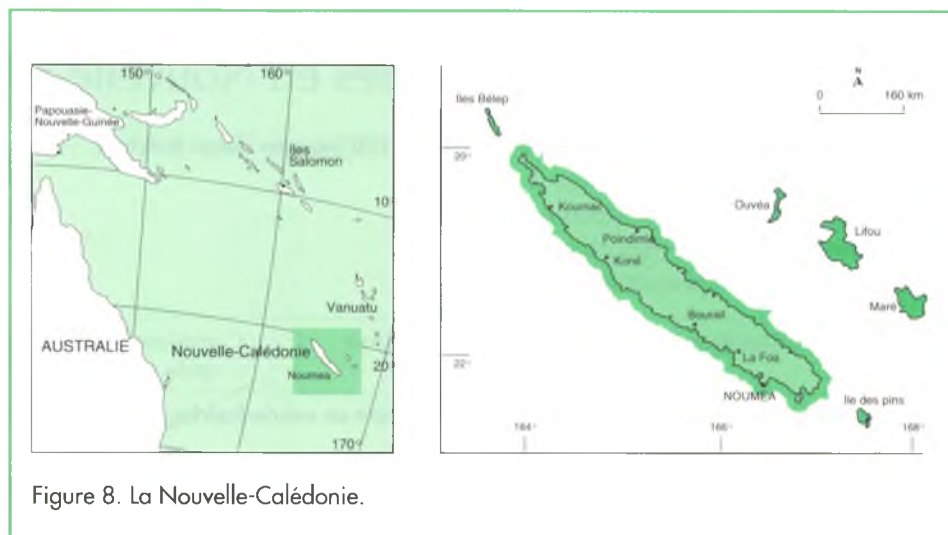 150°
160°
Papouasie-
Nouvelle-Guinée
Iles
Salomon
10
Vanuatu
AUSTRALIE
Nouvelle-Calédonie
20
Noumea
170°
N
0 160 km
Iles Bélep
20°
Ouvéa
Koumac
Lifou
Poindimié
Koné
Maré
Bourail
La Foa
22°
NOUMEA
Ile des pins
164°
166°
168°
Figure 8. La Nouvelle-Calédonie.